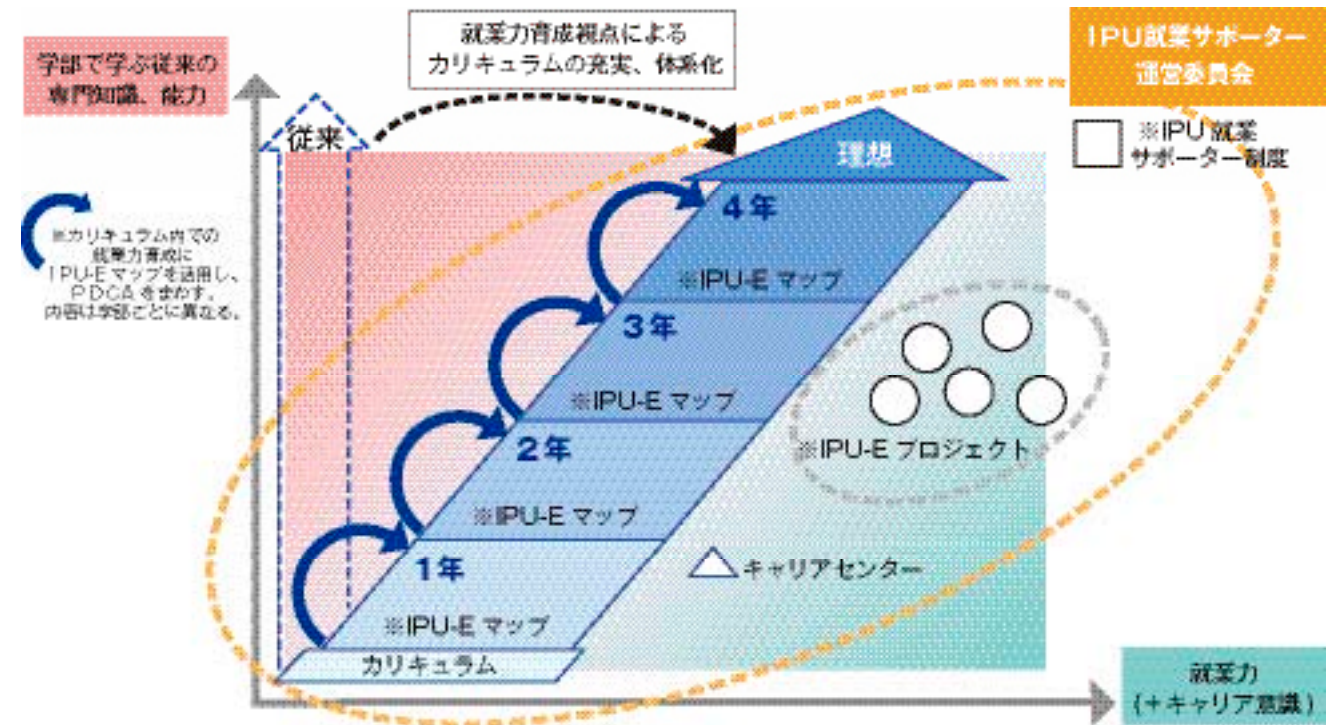 学部で学ぶ従来の
専門知識、能力
就業力育成視点による
カリキュラムの充実、体系化
IPU就業サポーター
運営委員会
※IPU 就業
サポーター制度
従来
理想
※カリキュラム内での
就業力育成に
IPU-E マップを活用し、
PDCA をまわす。
内容は学部ごとに異なる。
4年
※IPU-E マップ
3年
※IPU-E マップ
2年
※IPU-E マップ
1年
※IPU-E マップ
カリキュラム
※IPU-E プロジェクト
キャリアセンター
就業力
(+キャリア意識)